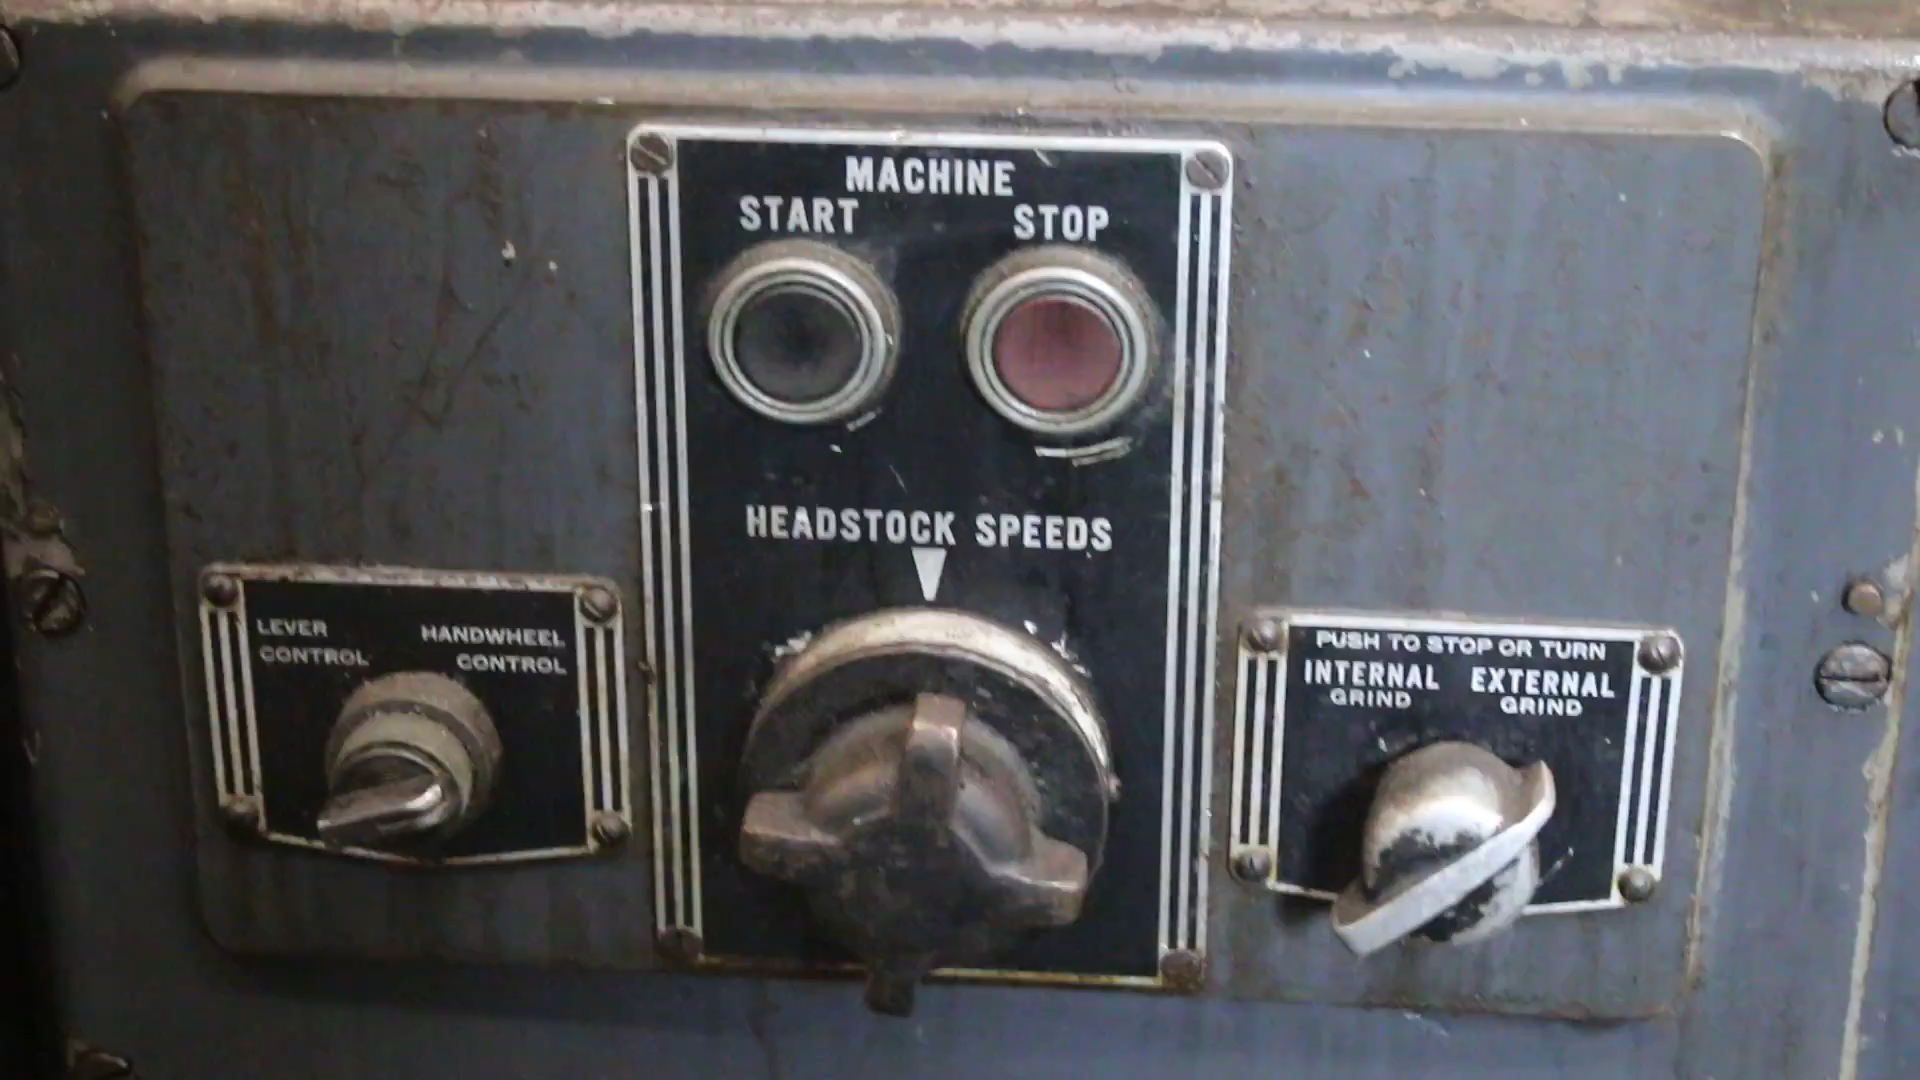 MACHINE
START STOP
HEADSTOCK SPEEDS
LEVER HANDWHEEL
CONTROL CONTROL
PUSH TO STOP OR TURN
INTERNAL EXTERNAL
GRIND GRIND